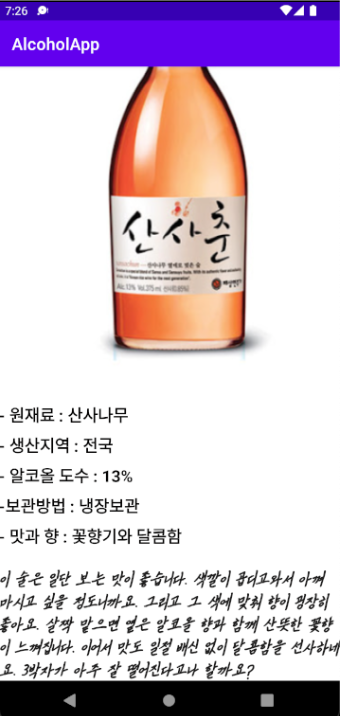 7:26
AlcoholApp
산사춘
- 원재료 : 산사나무
- 생산지역 : 전국
- 알코올 도수 : 13%
-보관방법 : 냉장보관
- 맛과 향 : 꽃향기와 달콤함
이 술은 일단 보는 맛이 좋습니다. 색깔이 곱디고와서 아껴
마시고 싶을 정도니까요. 그리고 그 색에 맞춰 향이 굉장히
좋아요. 살짝 맡으면 옅은 알코올 향과 함께 산뜻한 꽃향
이 느껴집니다. 이어서 맛도 일절 배신 없이 달콤함을 선사하네
요. 3박자가 아주 잘 떨어진다고나 할까요?